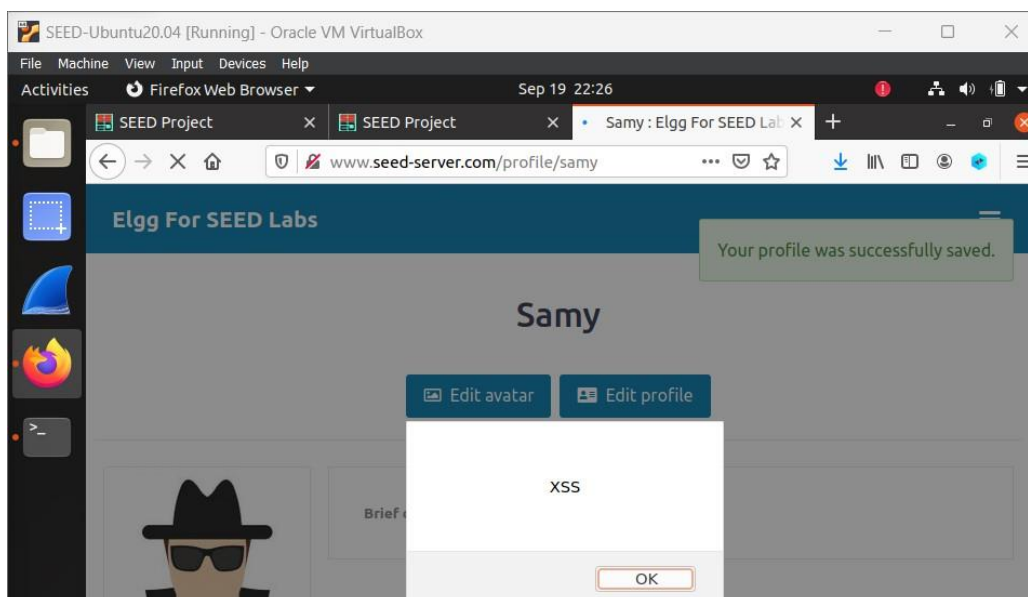 SEED-Ubuntu20.04 [Running] - Oracle VM VirtualBox
File Machine View Input Devices Help
Activities Firefox Web Browser Sep 19 22:26
SEED Project SEED Project Samy : Elgg For SEED Lab
www.seed-server.com/profile/samy
Elgg For SEED Labs
Your profile was successfully saved.
Samy
Edit avatar Edit profile
XSS
Brief
OK